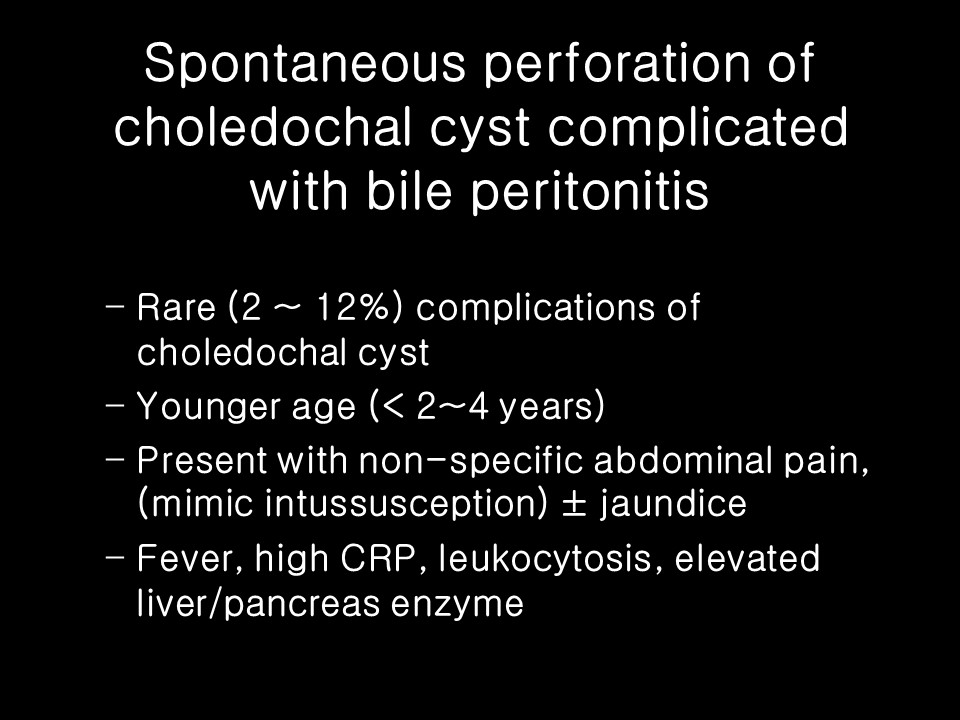 Spontaneous perforation of
choledochal cyst complicated
with bile peritonitis
– Rare (2 ~ 12%) complications of
choledochal cyst
– Younger age (< 2~4 years)
– Present with non-specific abdominal pain,
(mimic intussusception) ± jaundice
– Fever, high CRP, leukocytosis, elevated
liver/pancreas enzyme